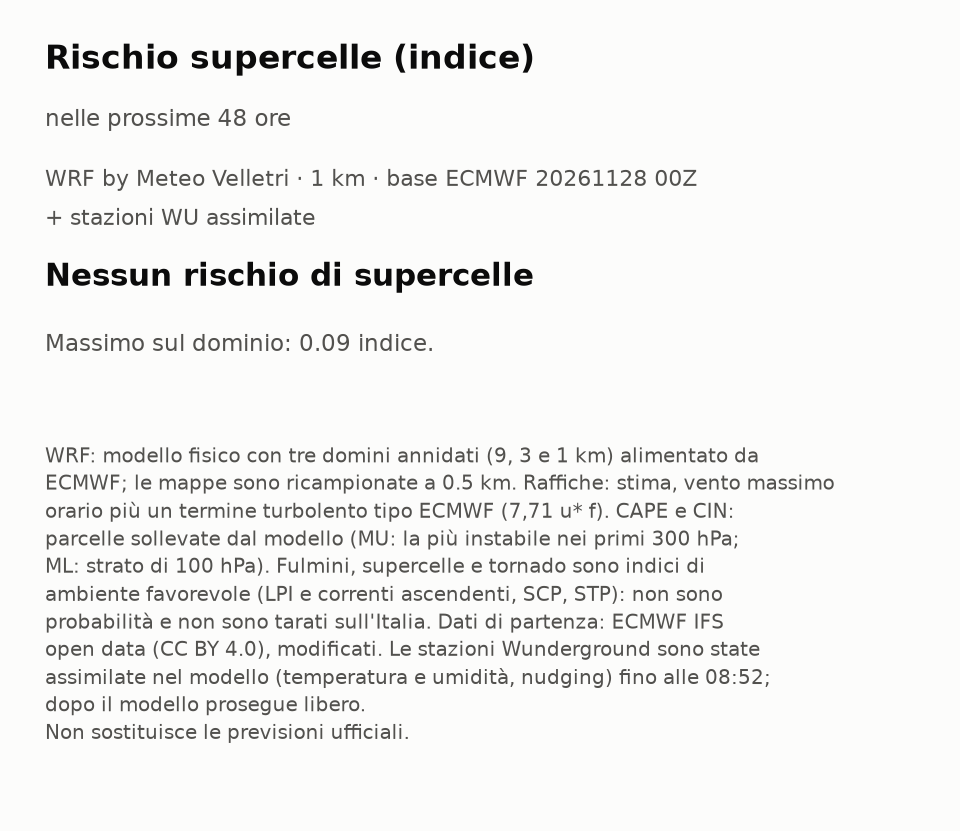 Rischio supercelle (indice)
nelle prossime 48 ore
WRF by Meteo Velletri · 1 km · base ECMWF 20261128 00Z
+ stazioni WU assimilate
Nessun rischio di supercelle
Massimo sul dominio: 0.09 indice.
WRF: modello fisico con tre domini annidati (9, 3 e 1 km) alimentato da
ECMWF; le mappe sono ricampionate a 0.5 km. Raffiche: stima, vento massimo
orario più un termine turbolento tipo ECMWF (7,71 u* f). CAPE e CIN:
parcelle sollevate dal modello (MU: la più instabile nei primi 300 hPa;
ML: strato di 100 hPa). Fulmini, supercelle e tornado sono indici di
ambiente favorevole (LPI e correnti ascendenti, SCP, STP): non sono
probabilità e non sono tarati sull'Italia. Dati di partenza: ECMWF IFS
open data (CC BY 4.0), modificati. Le stazioni Wunderground sono state
assimilate nel modello (temperatura e umidità, nudging) fino alle 08:52;
dopo il modello prosegue libero.
Non sostituisce le previsioni ufficiali.